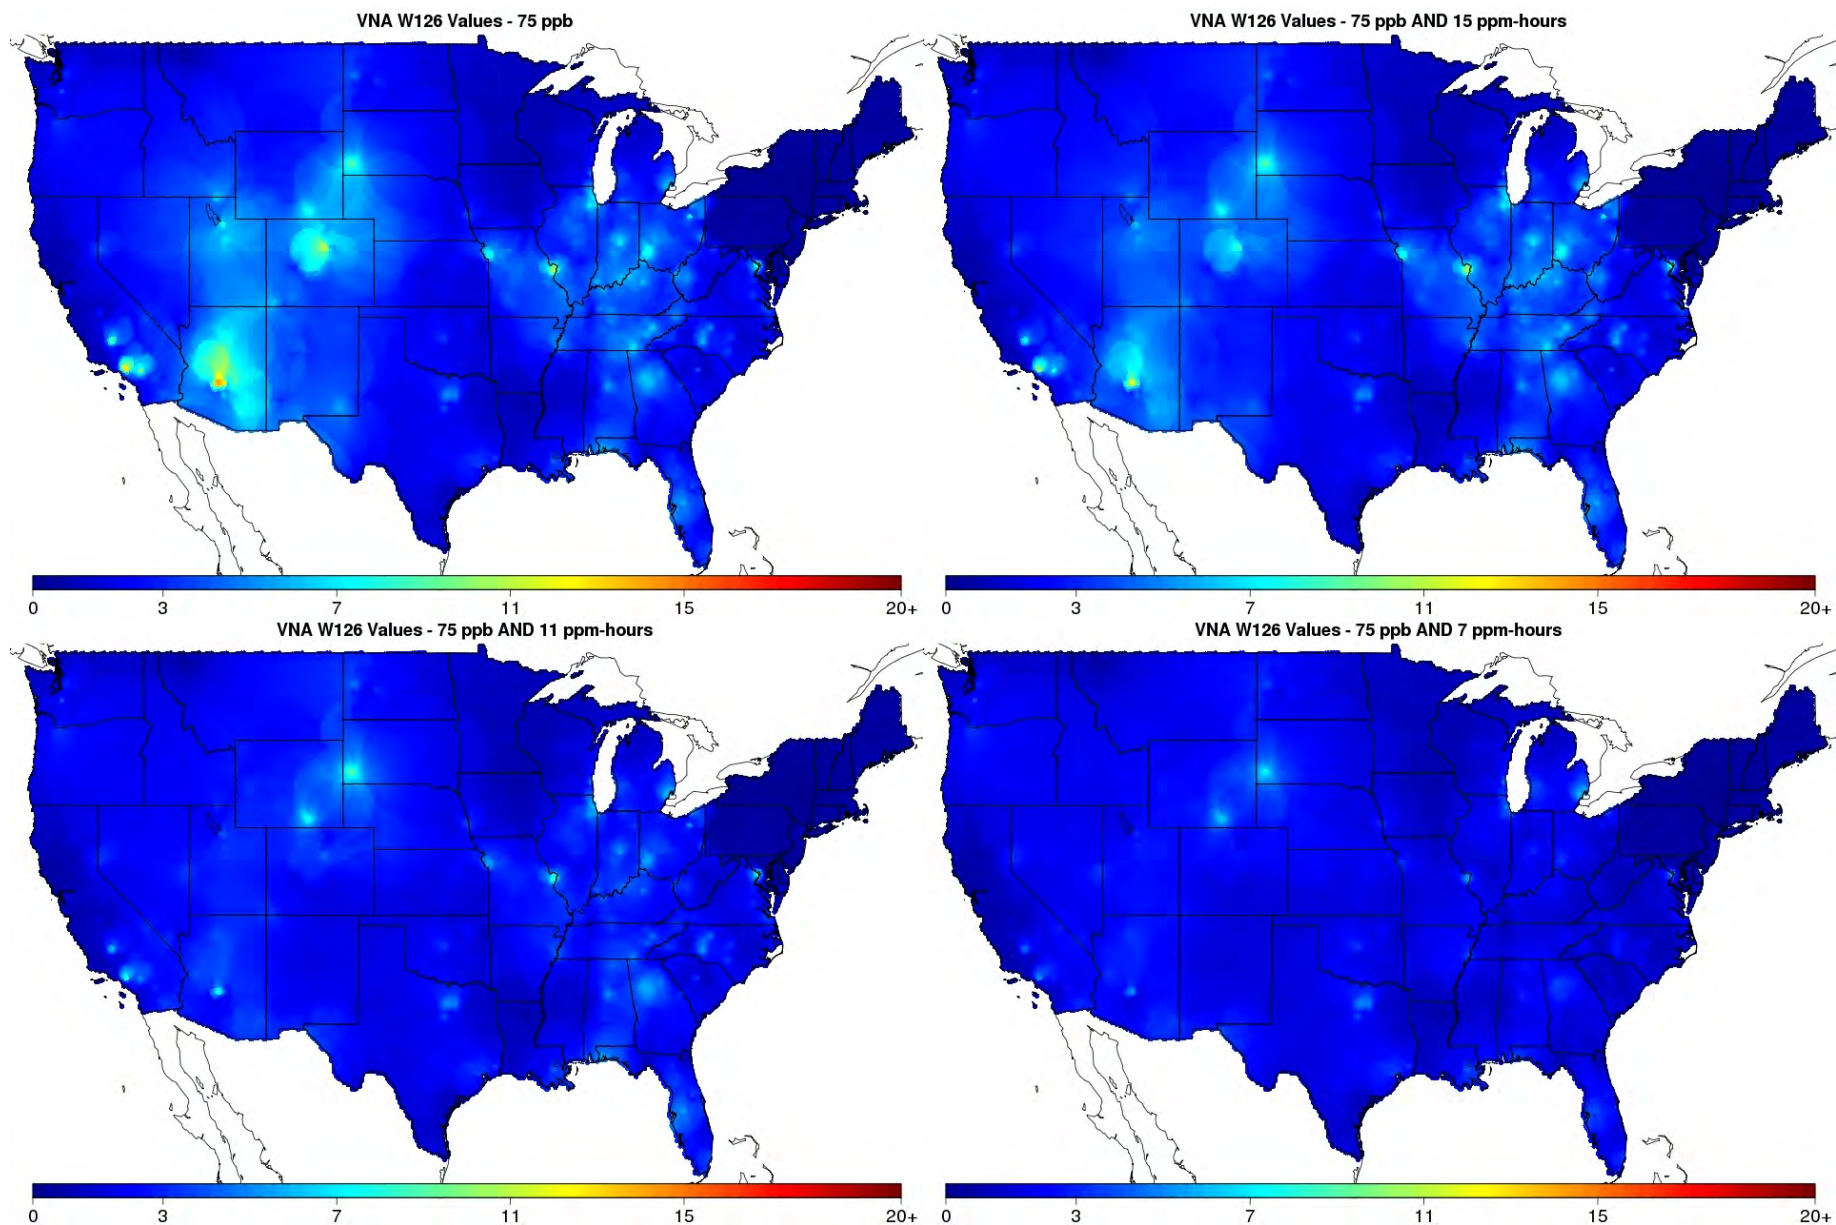 VNA W126 Values - 75 ppb
VNA W126 Values - 75 ppb AND 15 ppm-hours
0 3 7 11 15 20+
0 3 7 11 15 20+
VNA W126 Values - 75 ppb AND 11 ppm-hours
VNA W126 Values - 75 ppb AND 7 ppm-hours
0 3 7 11 15 20+
0 3 7 11 15 20+